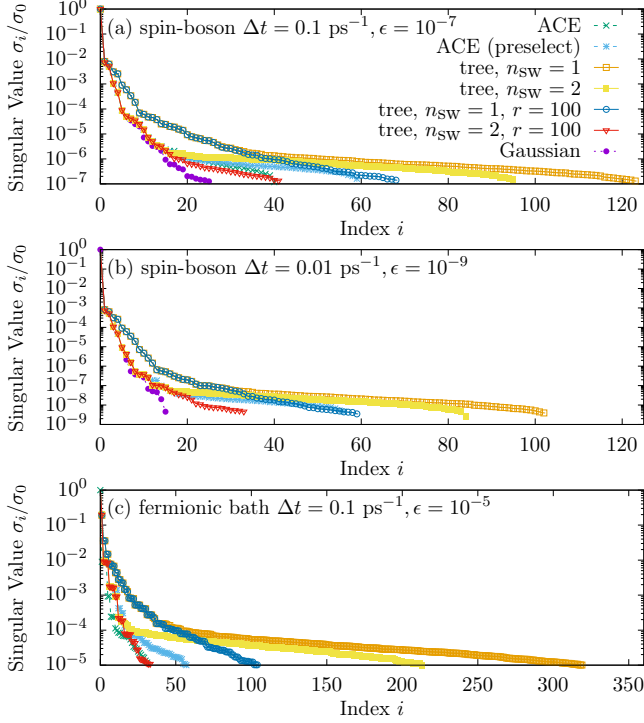 (a) spin-boson Δt = 0.1 ps⁻¹, ϵ = 10⁻⁷
ACE
ACE (preselect)
tree, n_SW = 1
tree, n_SW = 2
tree, n_SW = 1, r = 100
tree, n_SW = 2, r = 100
Gaussian
Singular Value σ_i/σ_0
10⁰
10⁻¹
10⁻²
10⁻³
10⁻⁴
10⁻⁵
10⁻⁶
10⁻⁷
0 20 40 60 80 100 120
Index i
(b) spin-boson Δt = 0.01 ps⁻¹, ϵ = 10⁻⁹
Singular Value σ_i/σ_0
10⁰
10⁻¹
10⁻²
10⁻³
10⁻⁴
10⁻⁵
10⁻⁶
10⁻⁷
10⁻⁸
10⁻⁹
0 20 40 60 80 100 120
Index i
(c) fermionic bath Δt = 0.1 ps⁻¹, ϵ = 10⁻⁵
Singular Value σ_i/σ_0
10⁰
10⁻¹
10⁻²
10⁻³
10⁻⁴
10⁻⁵
0 50 100 150 200 250 300 350
Index i